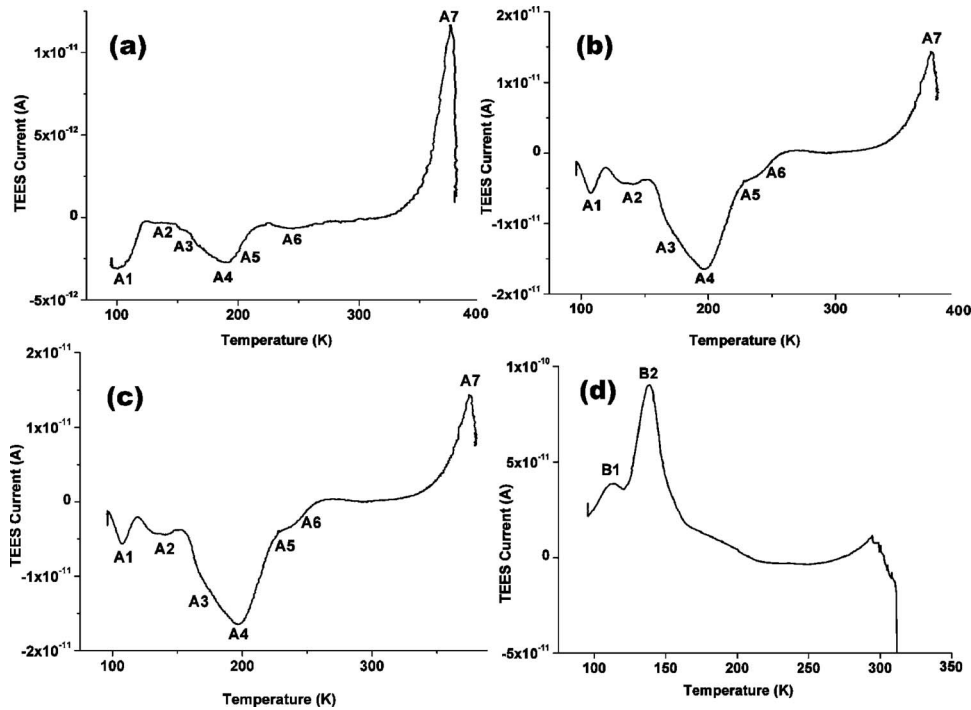 (a)
TEES Current (A)
1x10⁻¹¹
5x10⁻¹²
0
-5x10⁻¹²
A1
A2
A3
A4
A5
A6
A7
100 200 300 400
Temperature (K)
(b)
TEES Current (A)
2x10⁻¹¹
1x10⁻¹¹
0
-1x10⁻¹¹
-2x10⁻¹¹
A1
A2
A3
A4
A5
A6
A7
100 200 300 400
Temperature (K)
(c)
TEES Current (A)
2x10⁻¹¹
1x10⁻¹¹
0
-1x10⁻¹¹
-2x10⁻¹¹
A1
A2
A3
A4
A5
A6
A7
100 200 300
Temperature (K)
(d)
TEES Current (A)
1x10⁻¹⁰
5x10⁻¹¹
0
-5x10⁻¹¹
B1
B2
100 150 200 250 300 350
Temperature (K)